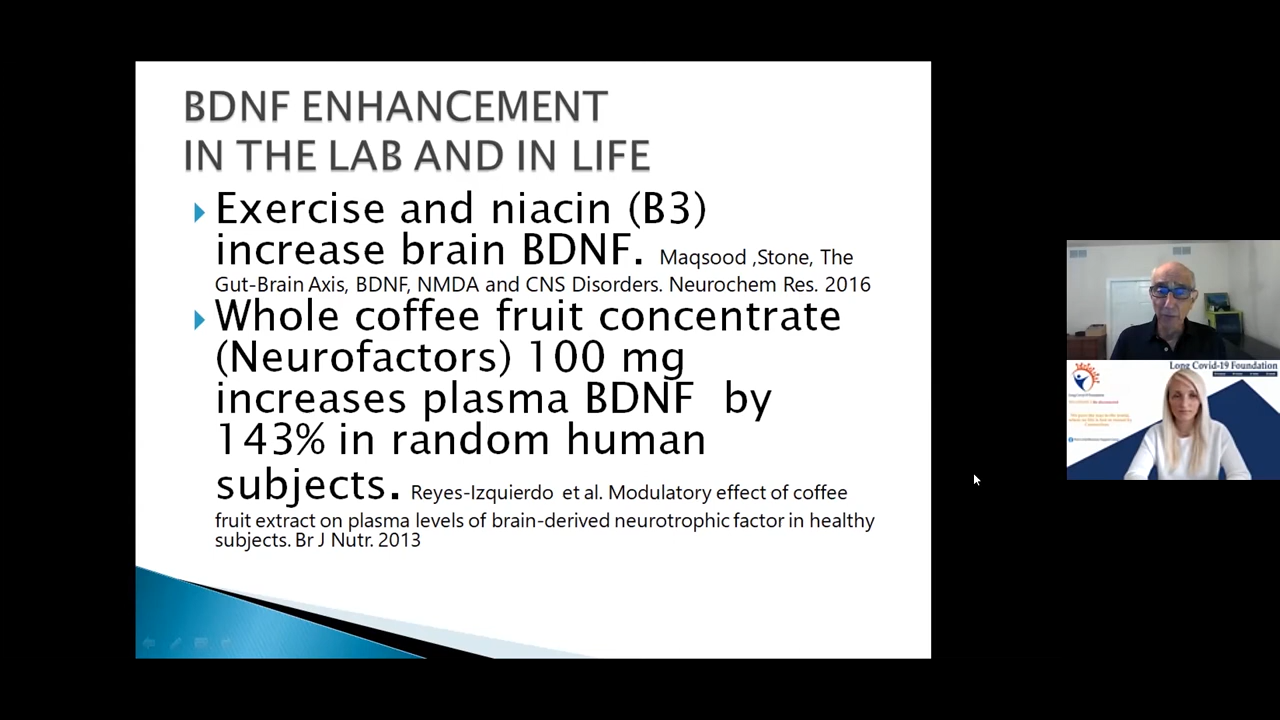 BDNF ENHANCEMENT
IN THE LAB AND IN LIFE
Exercise and niacin (B3)
increase brain BDNF. Maqsood ,Stone, The
Gut-Brain Axis, BDNF, NMDA and CNS Disorders. Neurochem Res. 2016
Whole coffee fruit concentrate
(Neurofactors) 100 mg
increases plasma BDNF by
143% in random human
subjects. Reyes-Izquierdo et al. Modulatory effect of coffee
fruit extract on plasma levels of brain-derived neurotrophic factor in healthy
subjects. Br J Nutr. 2013
Long Covid-19 Foundation